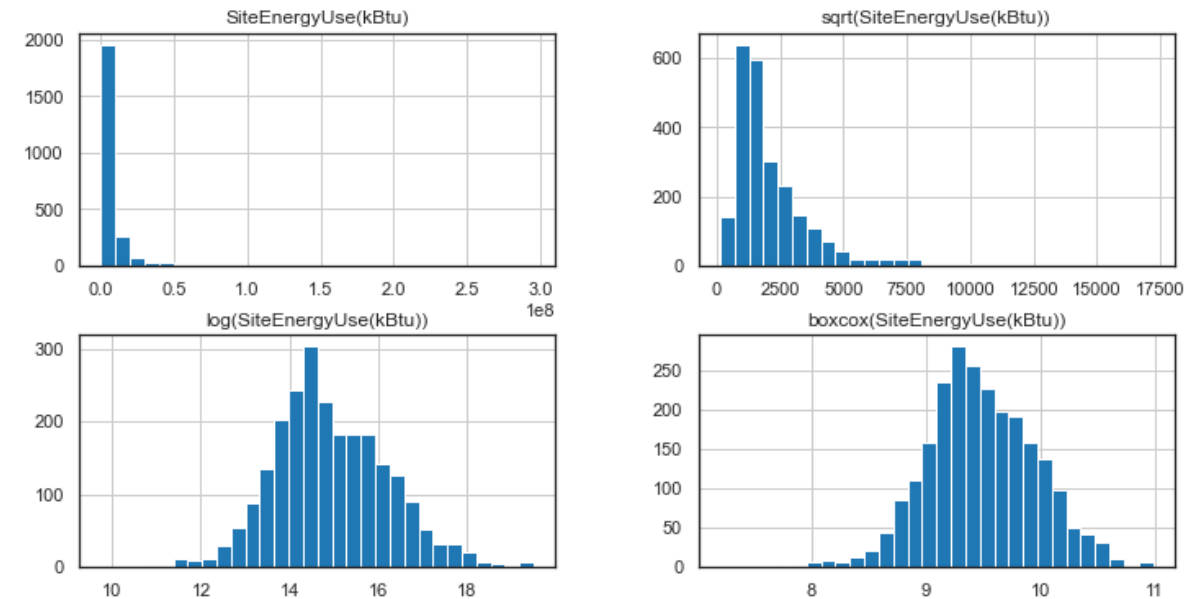 SiteEnergyUse(kBtu)
2000
1500
1000
500
0
0.0 0.5 1.0 1.5 2.0 2.5 3.0
1e8
sqrt(SiteEnergyUse(kBtu))
600
400
200
0
0 2500 5000 7500 10000 12500 15000 17500
log(SiteEnergyUse(kBtu))
300
200
100
0
10 12 14 16 18
boxcox(SiteEnergyUse(kBtu))
250
200
150
100
50
0
8 9 10 11